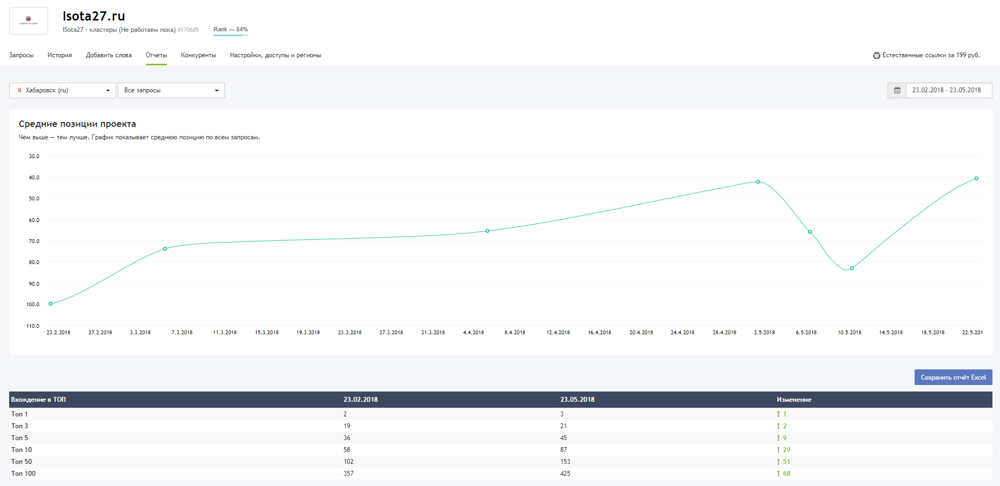 Isota27.ru
ISota27 - кластеры (Не работаем пока) #170685
Rank — 84%
Запросы История Добавить слова Отчеты Конкуренты Настройки, доступы и регионы Естественные ссылки за 199 руб.
Я Хабаровск (ru) Все запросы 23.02.2018 - 23.05.2018
Средние позиции проекта
Чем выше — тем лучше. График показывает среднюю позицию по всем запросам.
30.0
40.0
50.0
60.0
70.0
80.0
90.0
100.0
110.0
23.2.2018 27.2.2018 3.3.2018 7.3.2018 11.3.2018 15.3.2018 19.3.2018 23.3.2018 27.3.2018 31.3.2018 4.4.2018 8.4.2018 12.4.2018 16.4.2018 20.4.2018 24.4.2018 28.4.2018 2.5.2018 6.5.2018 10.5.2018 14.5.2018 18.5.2018 22.5.201
Сохранить отчёт Excel
Вхождение в ТОП 23.02.2018 23.05.2018 Изменение
Топ 1 2 3 ↑ 1
Топ 3 19 21 ↑ 2
Топ 5 36 45 ↑ 9
Топ 10 58 87 ↑ 29
Топ 50 102 153 ↑ 51
Топ 100 357 425 ↑ 68